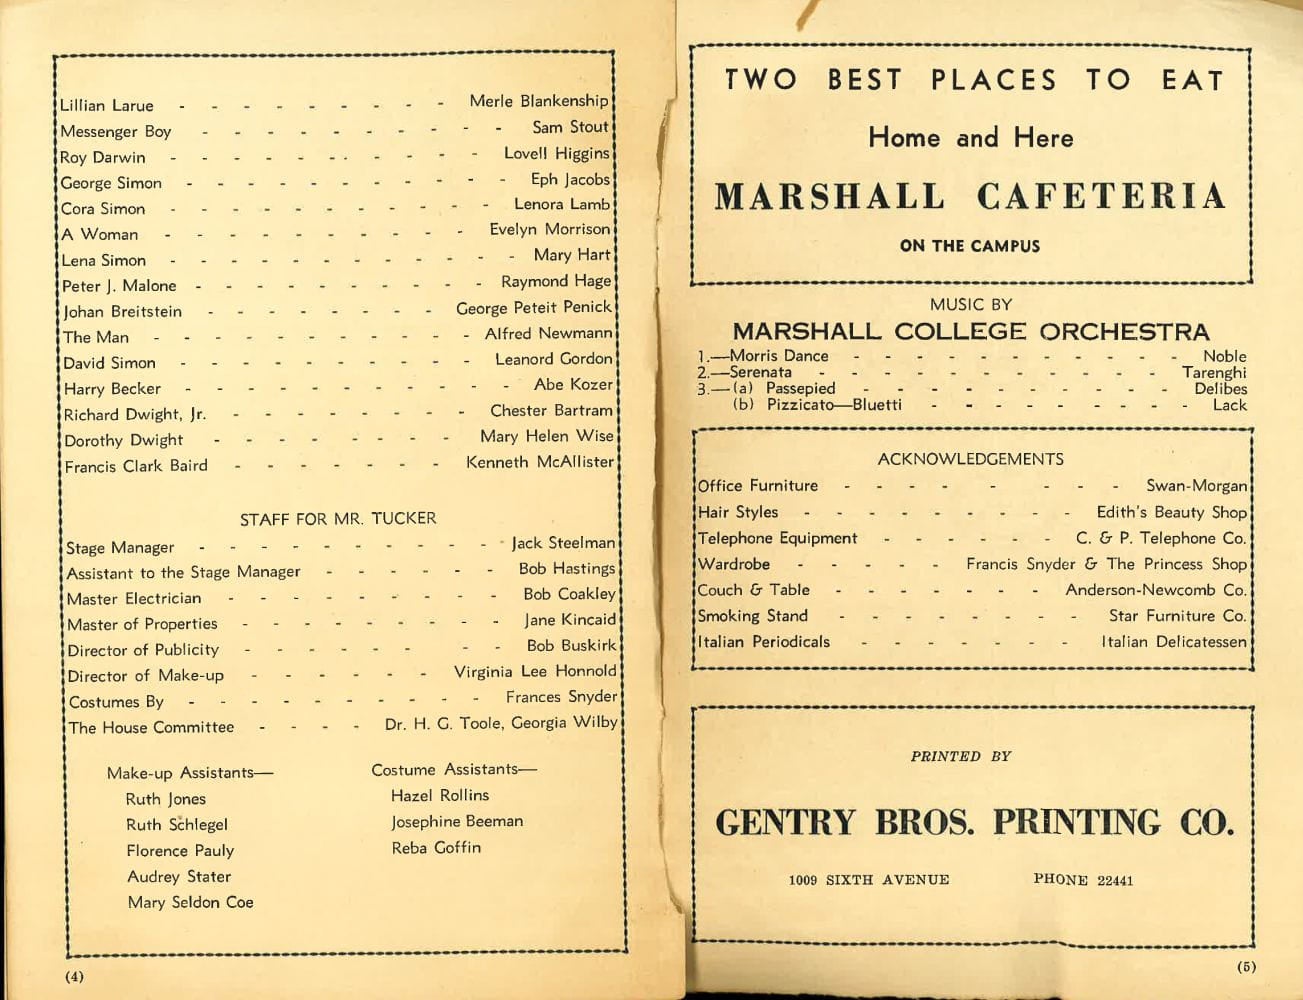 Lillian Larue - - - - - - - - - Merle Blankenship
Messenger Boy - - - - - - - - - - Sam Stout
Roy Darwin - - - - - - - - - - Lovell Higgins
George Simon - - - - - - - - - - Eph Jacobs
Cora Simon - - - - - - - - - - Lenora Lamb
A Woman - - - - - - - - - - Evelyn Morrison
Lena Simon - - - - - - - - - - - Mary Hart
Peter J. Malone - - - - - - - - - Raymond Hage
Johan Breitstein - - - - - - - George Peteit Penick
The Man - - - - - - - - - - Alfred Newmann
David Simon - - - - - - - - - - Leanord Gordon
Harry Becker - - - - - - - - - - Abe Kozer
Richard Dwight, Jr. - - - - - - - Chester Bartram
Dorothy Dwight - - - - - - - Mary Helen Wise
Francis Clark Baird - - - - - - - Kenneth McAllister
STAFF FOR MR. TUCKER
Stage Manager - - - - - - - - - - Jack Steelman
Assistant to the Stage Manager - - - - - - Bob Hastings
Master Electrician - - - - - - - - - Bob Coakley
Master of Properties - - - - - - - - Jane Kincaid
Director of Publicity - - - - - - - Bob Buskirk
Director of Make-up - - - - - - Virginia Lee Honnold
Costumes By - - - - - - - - - Frances Snyder
The House Committee - - - - Dr. H. G. Toole, Georgia Wilby
Make-up Assistants—
Ruth Jones
Ruth Schlegel
Florence Pauly
Audrey Stater
Mary Seldon Coe
Costume Assistants—
Hazel Rollins
Josephine Beeman
Reba Goffin
(4)
TWO BEST PLACES TO EAT
Home and Here
MARSHALL CAFETERIA
ON THE CAMPUS
MUSIC BY
MARSHALL COLLEGE ORCHESTRA
1.—Morris Dance - - - - - - - - - - - Noble
2.—Serenata - - - - - - - - - - - - Tarenghi
3.—(a) Passepied - - - - - - - - - - Delibes
(b) Pizzicato—Bluetti - - - - - - - - - Lack
ACKNOWLEDGEMENTS
Office Furniture - - - - - - - - Swan-Morgan
Hair Styles - - - - - - - - - Edith's Beauty Shop
Telephone Equipment - - - - - - C. & P. Telephone Co.
Wardrobe - - - - - Francis Snyder & The Princess Shop
Couch & Table - - - - - - - Anderson-Newcomb Co.
Smoking Stand - - - - - - - Star Furniture Co.
Italian Periodicals - - - - - - - Italian Delicatessen
PRINTED BY
GENTRY BROS. PRINTING CO.
1009 SIXTH AVENUE PHONE 22441
(5)